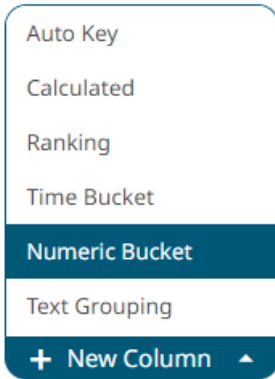 Auto Key
Calculated
Ranking
Time Bucket
Numeric Bucket
Text Grouping
+ New Column